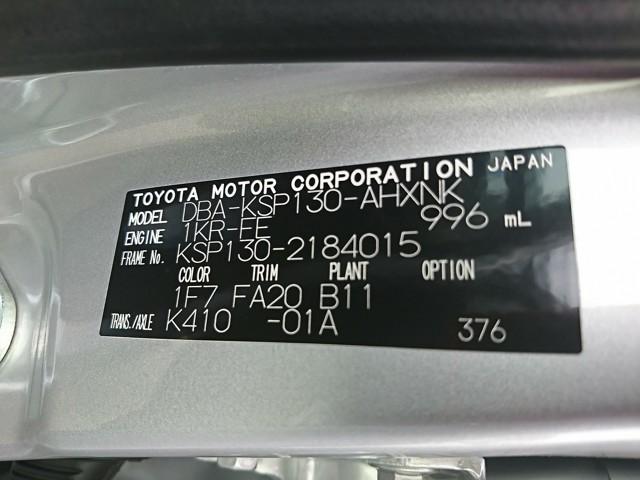 TOYOTA MOTOR CORPORATION JAPAN
MODEL DBA-KSP130-AHXNK
ENGINE 1KR-FE 996 mL
FRAME No. KSP130-2184015
COLOR TRIM PLANT OPTION
1F7 FA20 B11
TRANS./AXLE K410 -01A 376